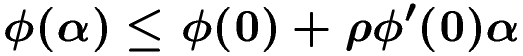 ϕ(α) ≤ ϕ(0) + ρϕ′(0)α